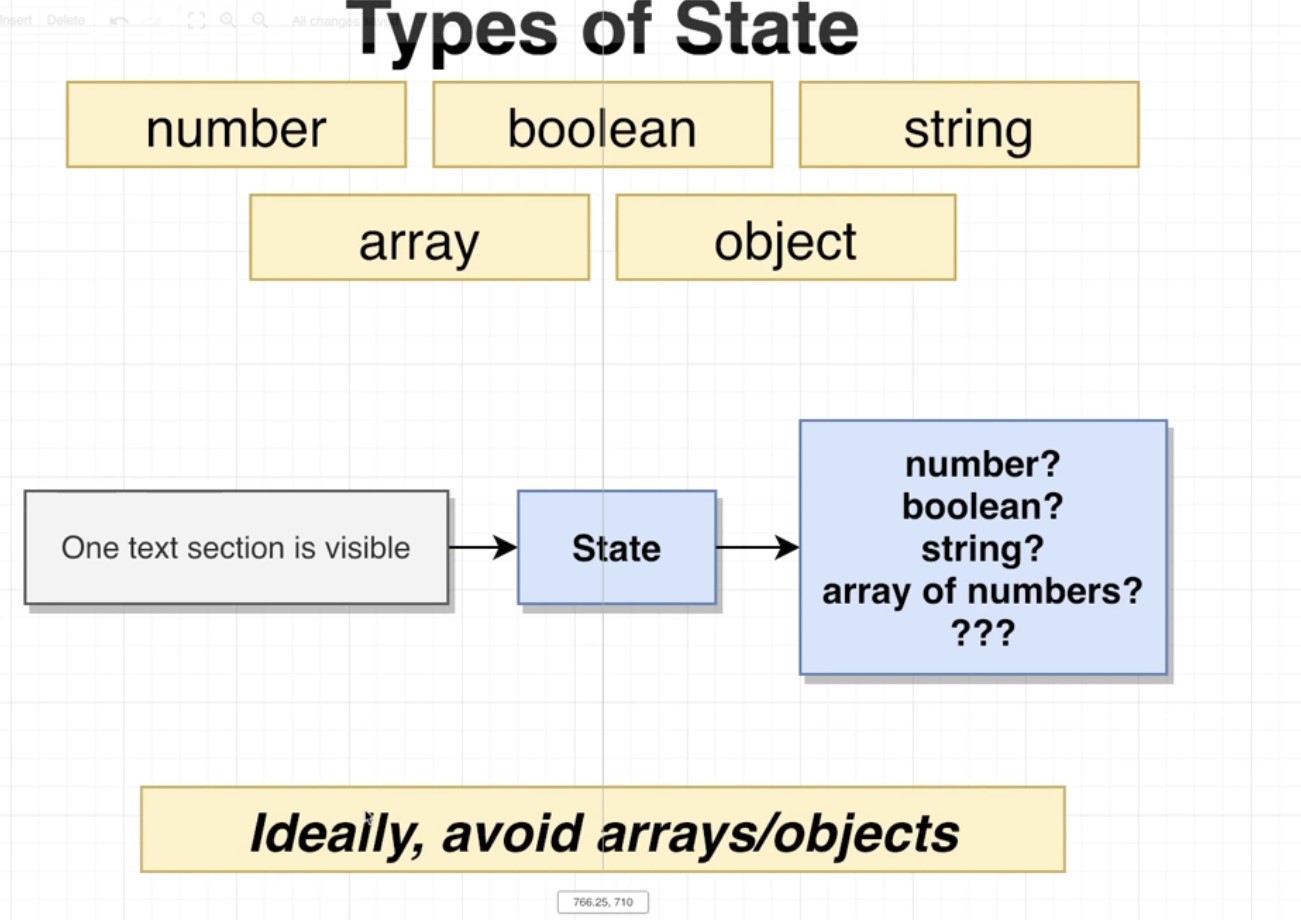 Insert Delete All changes saved
Types of State
number boolean string
array object
One text section is visible
State
number?
boolean?
string?
array of numbers?
???
Ideally, avoid arrays/objects
766.25, 710